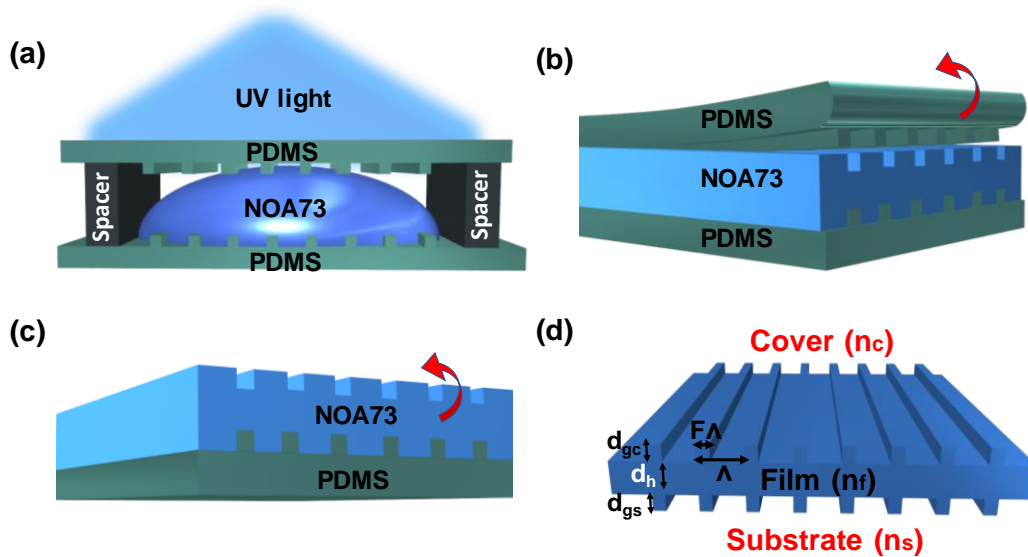 (a)
UV light
PDMS
Spacer
NOA73
Spacer
PDMS
(b)
PDMS
NOA73
PDMS
(c)
NOA73
PDMS
(d)
Cover (nc)
FΛ
dgc
Λ
dh
Film (nf)
dgs
Substrate (ns)